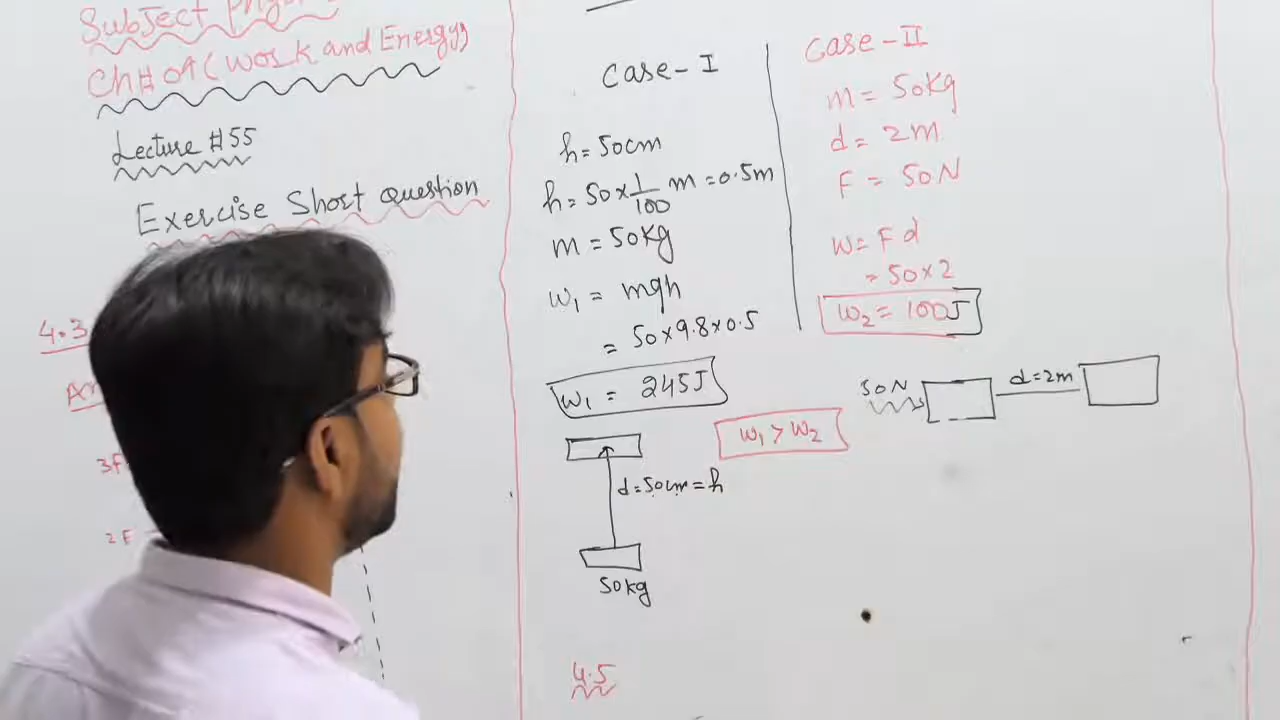 Subject
Ch# 04 (Work and Energy)
Lecture #55
Exercise Short question
4.3
3F
2F
Case-I
h = 50cm
h = 50 × 1/100 m = 0.5m
m = 50kg
W₁ = mgh
= 50×9.8×0.5
W₁ = 245J
W₁ > W₂
d = 50cm = h
50kg
4.5
Case-II
m = 50kg
d = 2m
F = 50N
W = Fd
= 50×2
W₂ = 100J
50N
d=2m